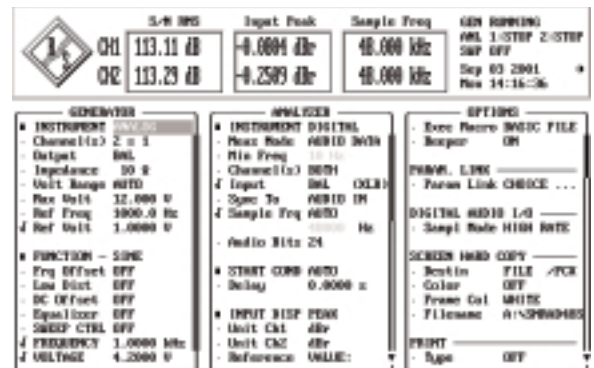 S/N RMS Input Peak Sample Freq
CH1 113.11 dB -0.0804 dBr 48.000 kHz
CH2 113.29 dB -0.2509 dBr 48.000 kHz
GEN RUNNING
ANL 1:STOP 2:STOP
SWP OFF
Sep 03 2001
Mon 14:16:36
GENERATOR
INSTRUMENT ANALOG
Channel(s) 2 = 1
Output BAL
Impedance 10 Ω
Volt Range AUTO
Max Volt 12.000 V
Ref Freq 1000.0 Hz
Ref Volt 1.0000 V
FUNCTION - SINE
Frq Offset OFF
Low Dist OFF
DC Offset OFF
Equalizer OFF
SWEEP CTRL OFF
FREQUENCY 1.0000 kHz
VOLTAGE 4.2000 V
ANALYZER
INSTRUMENT DIGITAL
Meas Mode AUDIO DATA
Min Freq 10 Hz
Channel(s) BOTH
Input BAL (XLR)
Sync To AUDIO IN
Sample Frq AUTO
Hz
Audio Bits 24
START COND AUTO
Delay 0.0000 s
INPUT DISP PEAK
Unit Ch1 dBr
Unit Ch2 dBr
Reference VALUE:
OPTIONS
Exec Macro BASIC FILE
Beeper ON
PARAM. LINK
Param Link CHOICE ...
DIGITAL AUDIO I/O
Sampl Mode HIGH RATE
SCREEN HARD COPY
Destin FILE /PCX
Color OFF
Frame Col WHITE
Filename
PRINT
Type OFF